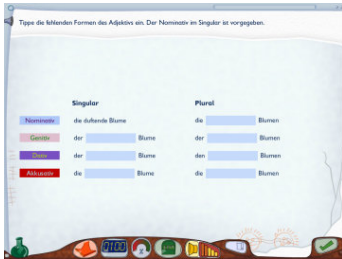 Tippe die fehlenden Formen des Adjektivs ein. Der Nominativ im Singular ist vorgegeben.
Singular Plural
Nominativ die duftende Blume die Blumen
Genitiv der Blume der Blumen
Dativ der Blume den Blumen
Akkusativ die Blume die Blumen